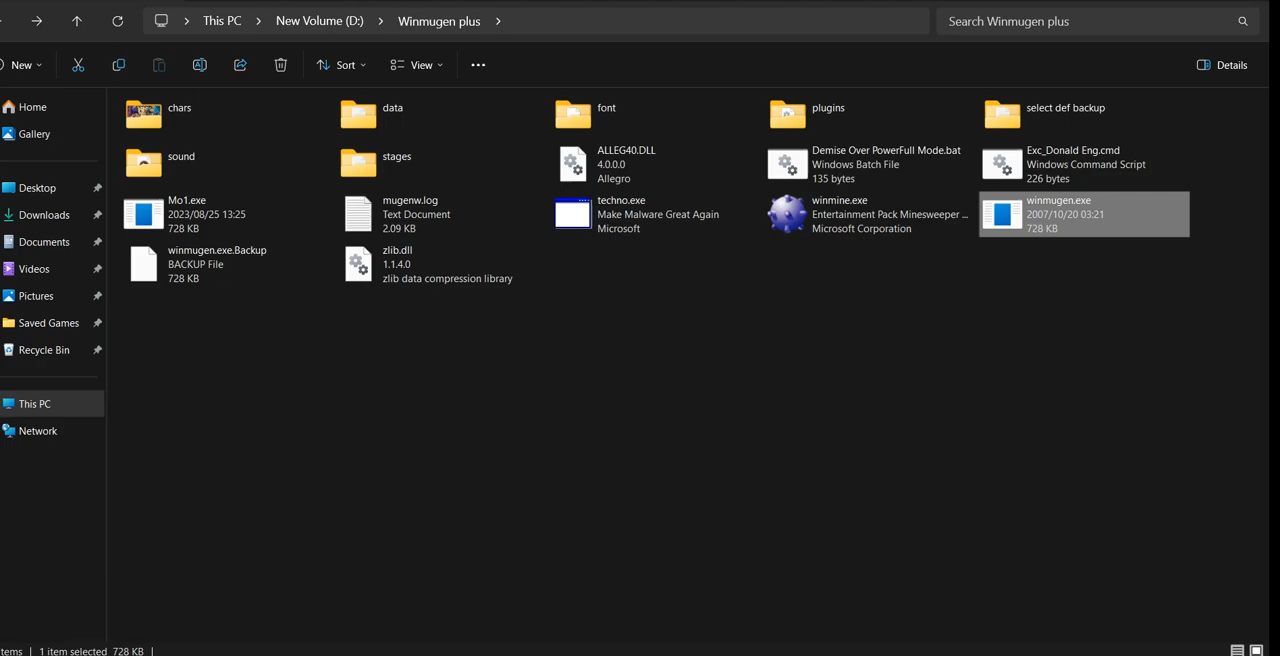 This PC
New Volume (D:)
Winmugen plus
Search Winmugen plus
New
Sort
View
Details
Home
Gallery
Desktop
Downloads
Documents
Videos
Pictures
Saved Games
Recycle Bin
This PC
Network
chars
data
font
plugins
select def backup
sound
stages
ALLEG40.DLL
4.0.0.0
Allegro
Demise Over PowerFull Mode.bat
Windows Batch File
135 bytes
Exc_Donald Eng.cmd
Windows Command Script
226 bytes
Mo1.exe
2023/08/25 13:25
728 KB
mugenw.log
Text Document
2.09 KB
techno.exe
Make Malware Great Again
Microsoft
winmine.exe
Entertainment Pack Minesweeper ...
Microsoft Corporation
winmugen.exe
2007/10/20 03:21
728 KB
winmugen.exe.Backup
BACKUP File
728 KB
zlib.dll
1.1.4.0
zlib data compression library
tems | 1 item selected 728 KB |